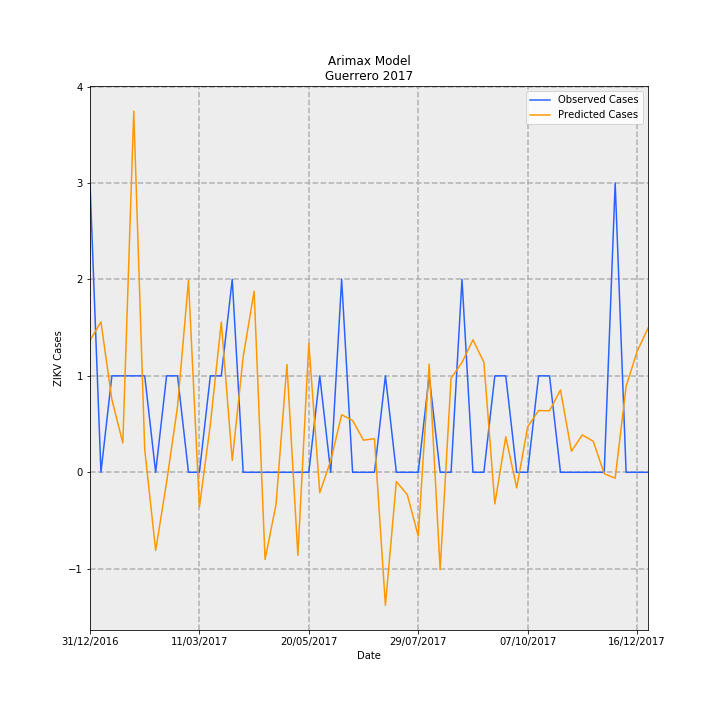 Arimax Model
Guerrero 2017
Observed Cases
Predicted Cases
4
3
2
1
0
−1
ZIKV Cases
31/12/2016 11/03/2017 20/05/2017 29/07/2017 07/10/2017 16/12/2017
Date